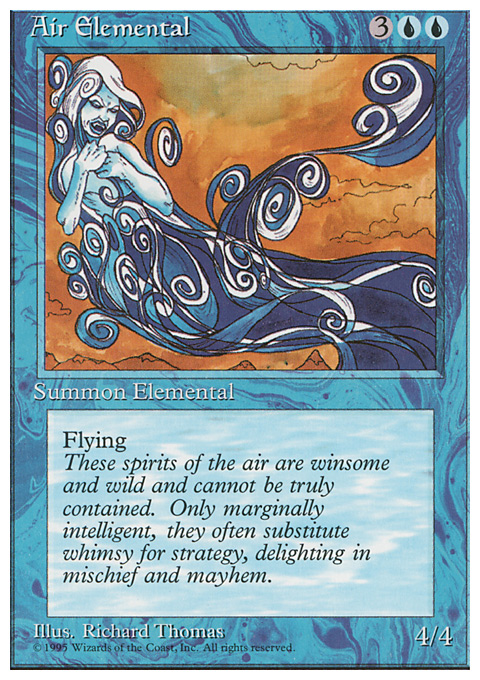 Air Elemental
3
Summon Elemental
Flying
These spirits of the air are winsome
and wild and cannot be truly
contained. Only marginally
intelligent, they often substitute
whimsy for strategy, delighting in
mischief and mayhem.
Illus. Richard Thomas
4/4
© 1995 Wizards of the Coast, Inc. All rights reserved.